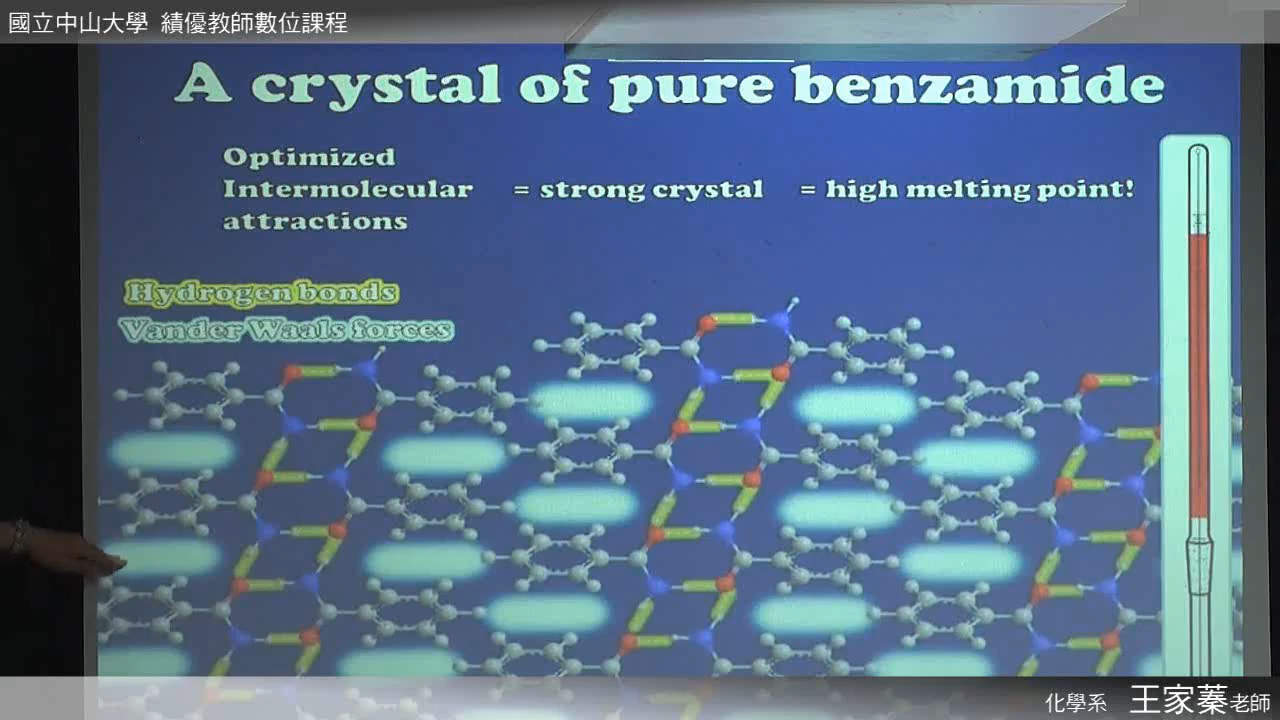 國立中山大學 績優教師數位課程
A crystal of pure benzamide
Optimized
Intermolecular = strong crystal = high melting point!
attractions
Hydrogen bonds
Van der Waals forces
化學系 王家蓁老師